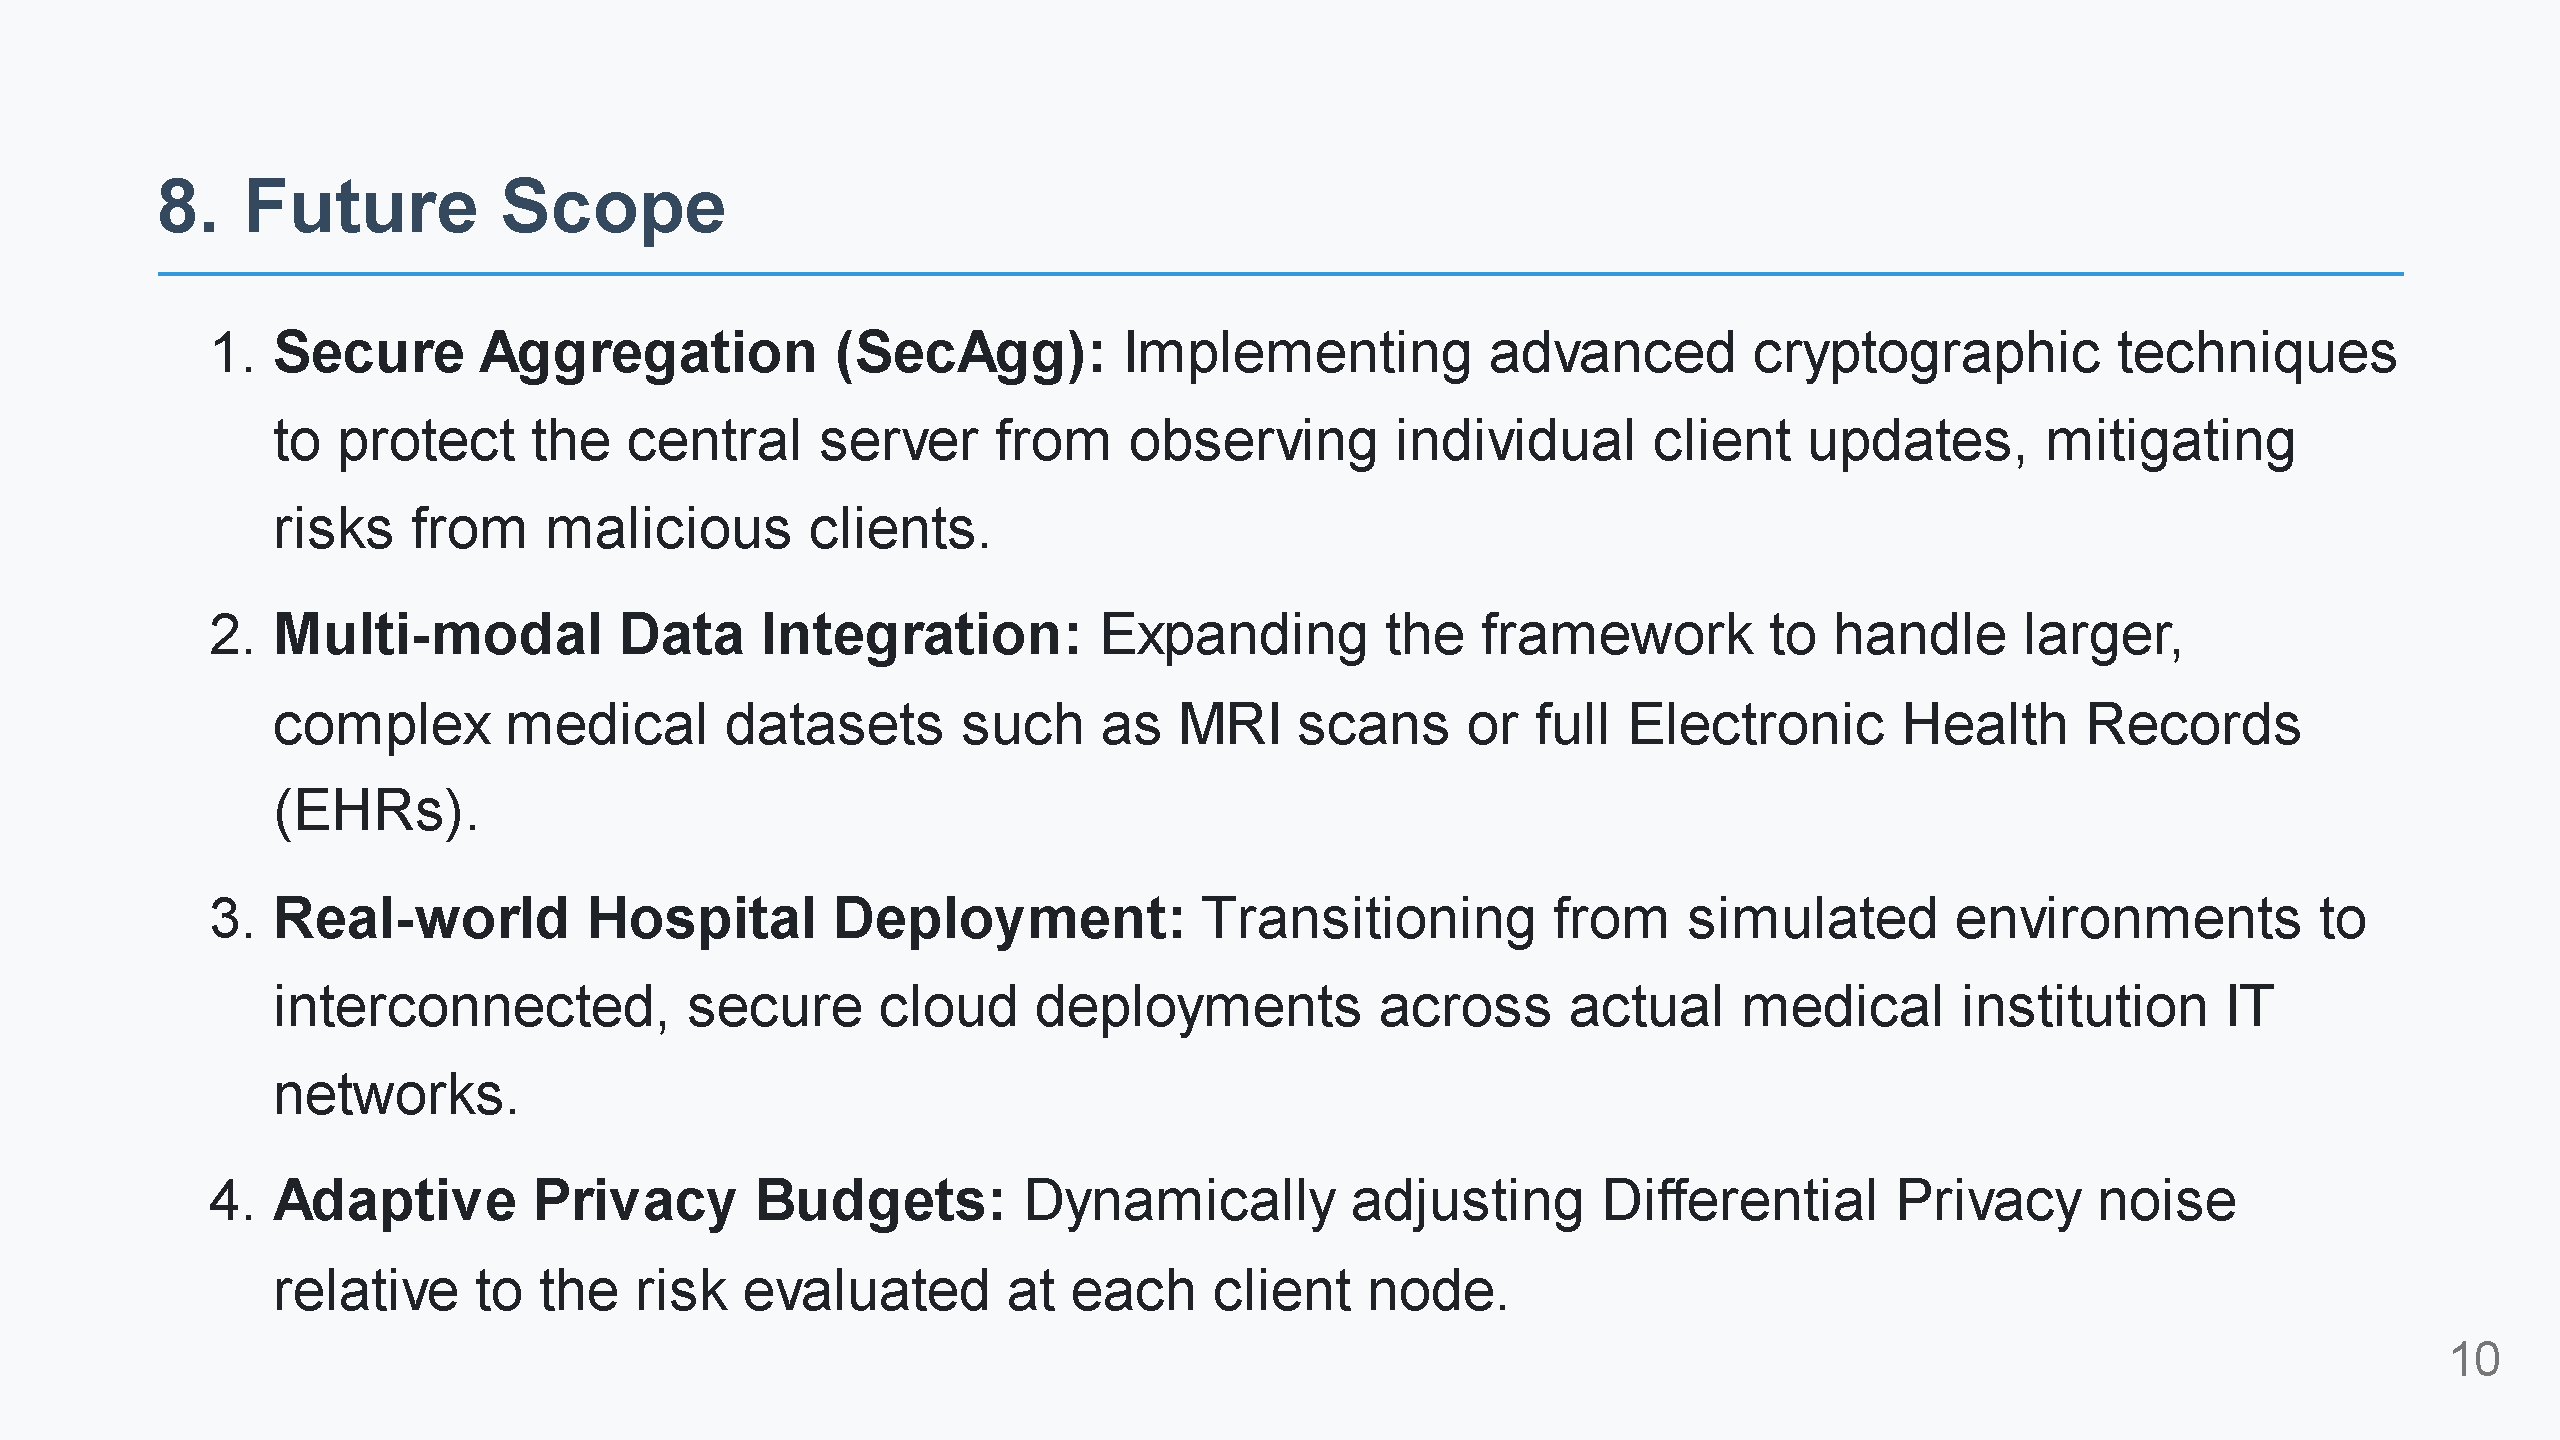 8. Future Scope
1. Secure Aggregation (SecAgg): Implementing advanced cryptographic techniques
to protect the central server from observing individual client updates, mitigating
risks from malicious clients.
2. Multi-modal Data Integration: Expanding the framework to handle larger,
complex medical datasets such as MRI scans or full Electronic Health Records
(EHRs).
3. Real-world Hospital Deployment: Transitioning from simulated environments to
interconnected, secure cloud deployments across actual medical institution IT
networks.
4. Adaptive Privacy Budgets: Dynamically adjusting Differential Privacy noise
relative to the risk evaluated at each client node.
10